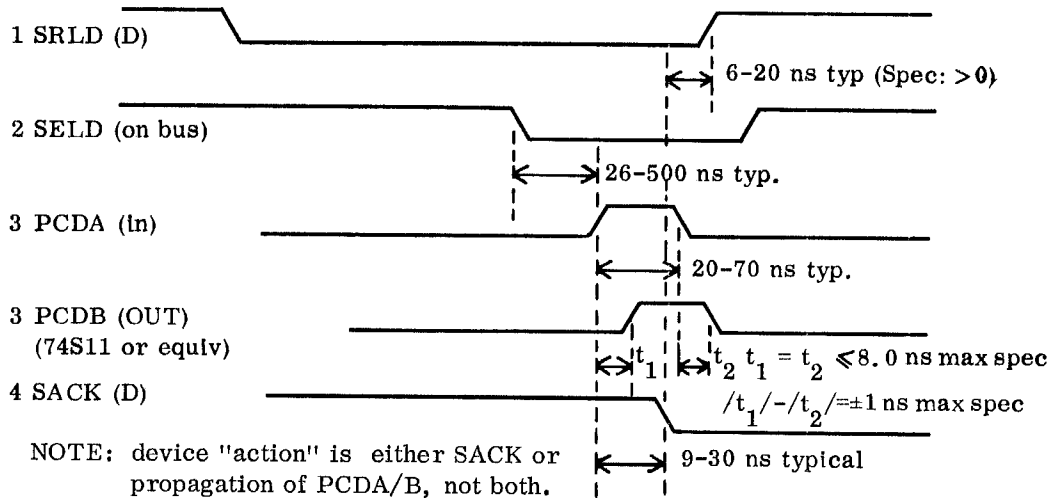 1 SRLD (D)
6-20 ns typ (Spec: >0)
2 SELD (on bus)
26-500 ns typ.
3 PCDA (in)
20-70 ns typ.
3 PCDB (OUT)
(74S11 or equiv)
t1
t2 t1 = t2 ⩽8.0 ns max spec
4 SACK (D)
/t1/-/t2/=±1 ns max spec
NOTE: device "action" is either SACK or
propagation of PCDA/B, not both.
9-30 ns typical